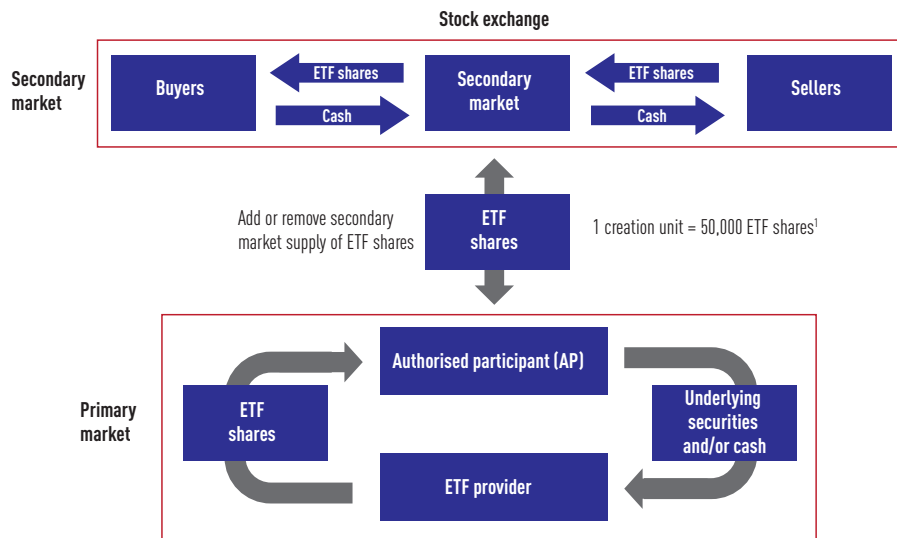 Stock exchange
Secondary
market
Buyers
ETF shares
Cash
Secondary
market
ETF shares
Cash
Sellers
Add or remove secondary
market supply of ETF shares
ETF
shares
1 creation unit = 50,000 ETF shares¹
Primary
market
Authorised participant (AP)
ETF
shares
Underlying
securities
and/or cash
ETF provider